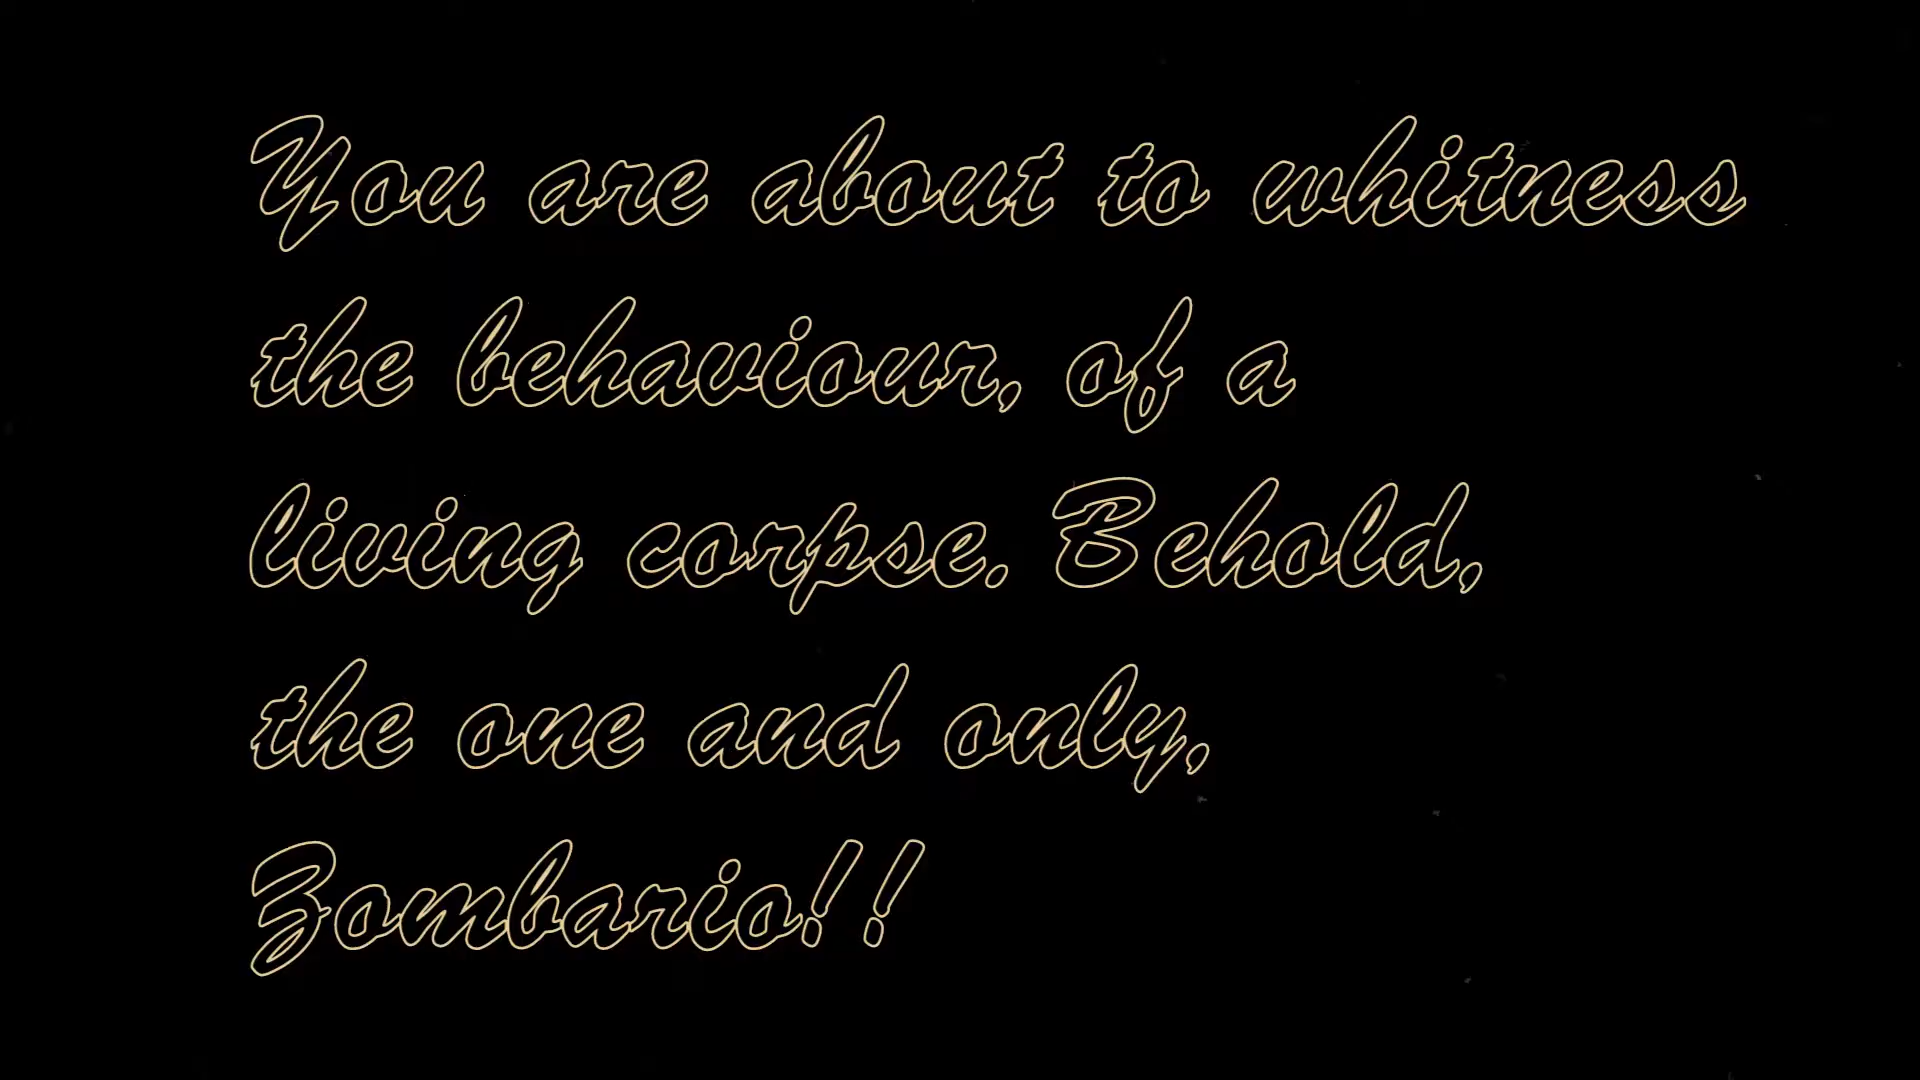 You are about to whitness
the behaviour, of a
living corpse. Behold,
the one and only,
Zombario!!